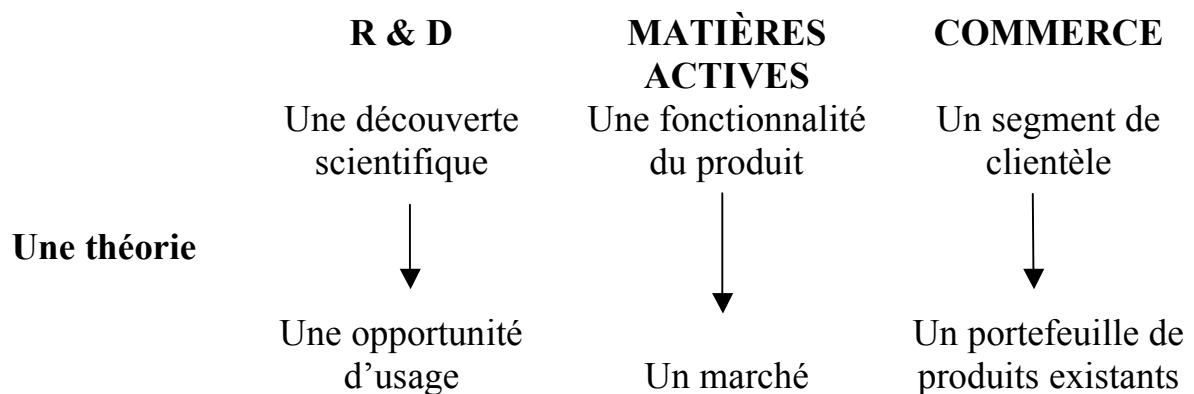 R & D
MATIÈRES
ACTIVES
COMMERCE
Une découverte
scientifique
Une fonctionnalité
du produit
Un segment de
clientèle
Une théorie
Une opportunité
d’usage
Un marché
Un portefeuille de
produits existants